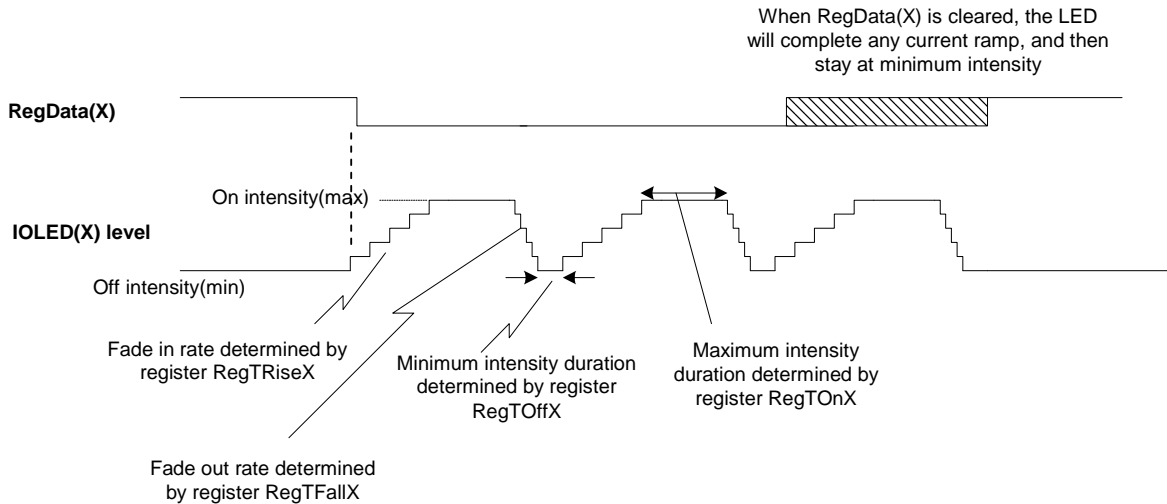 When RegData(X) is cleared, the LED
will complete any current ramp, and then
stay at minimum intensity
RegData(X)
On intensity(max)
IOLED(X) level
Off intensity(min)
Fade in rate determined by
register RegTRiseX
Minimum intensity duration
determined by register
RegTOffX
Maximum intensity
duration determined by
register RegTOnX
Fade out rate determined
by register RegTFallX